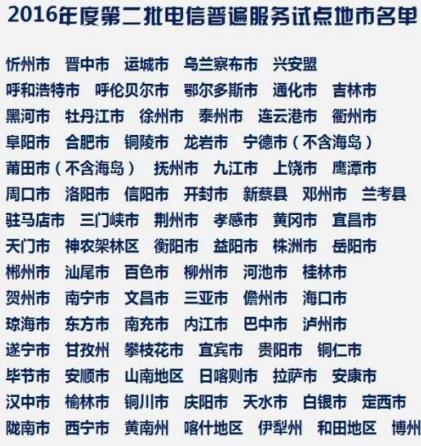 2016年度第二批电信普遍服务试点地市名单
忻州市 晋中市 运城市 乌兰察布市 兴安盟
呼和浩特市 呼伦贝尔市 鄂尔多斯市 通化市 吉林市
黑河市 牡丹江市 徐州市 泰州市 连云港市 衢州市
阜阳市 合肥市 铜陵市 龙岩市 宁德市(不含海岛)
莆田市(不含海岛) 抚州市 九江市 上饶市 鹰潭市
周口市 洛阳市 信阳市 开封市 新蔡县 邓州市 兰考县
驻马店市 三门峡市 荆州市 孝感市 黄冈市 宜昌市
天门市 神农架林区 衡阳市 益阳市 株洲市 岳阳市
郴州市 汕尾市 百色市 柳州市 河池市 桂林市
贺州市 南宁市 文昌市 三亚市 儋州市 海口市
琼海市 东方市 南充市 内江市 巴中市 泸州市
遂宁市 甘孜州 攀枝花市 宜宾市 贵阳市 铜仁市
毕节市 安顺市 山南地区 日喀则市 拉萨市 安康市
汉中市 榆林市 铜川市 庆阳市 天水市 白银市 定西市
陇南市 西宁市 黄南州 喀什地区 伊犁州 和田地区 博州